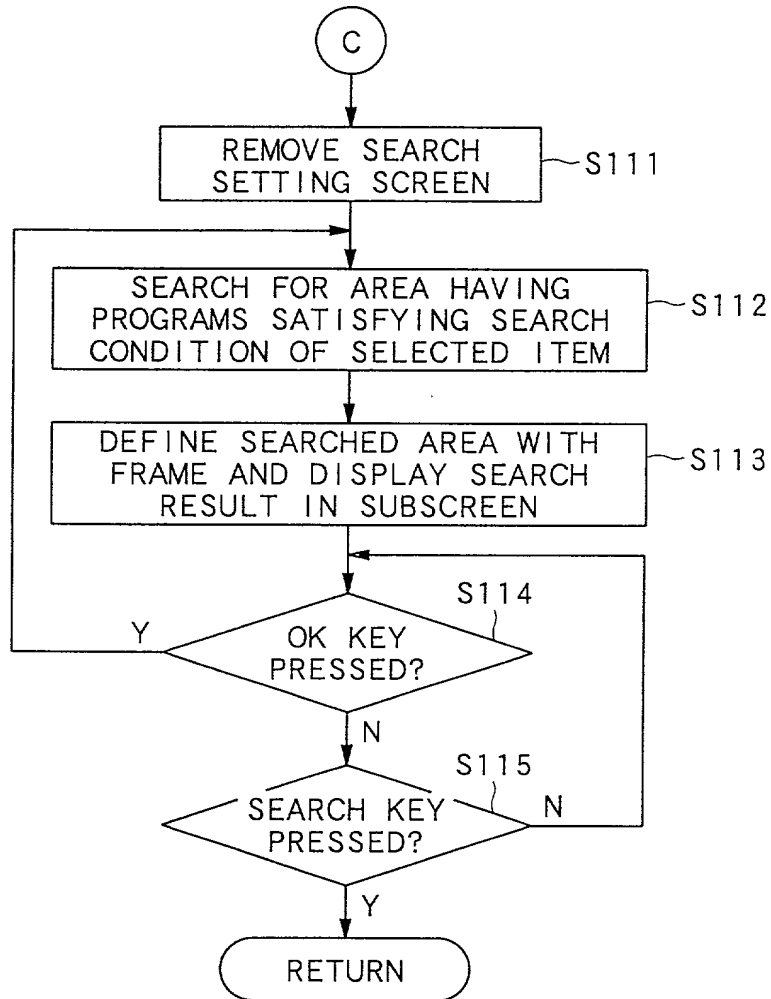 C
REMOVE SEARCH
SETTING SCREEN
S111
SEARCH FOR AREA HAVING
PROGRAMS SATISFYING SEARCH
CONDITION OF SELECTED ITEM
S112
DEFINE SEARCHED AREA WITH
FRAME AND DISPLAY SEARCH
RESULT IN SUBSCREEN
S113
S114
Y
OK KEY
PRESSED?
N
S115
SEARCH KEY
PRESSED?
N
Y
RETURN